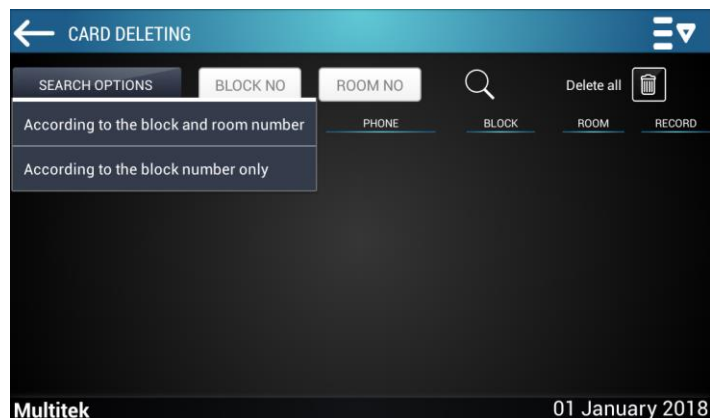 CARD DELETING
SEARCH OPTIONS BLOCK NO ROOM NO Delete all
According to the block and room number PHONE BLOCK ROOM RECORD
According to the block number only
Multitek 01 January 2018